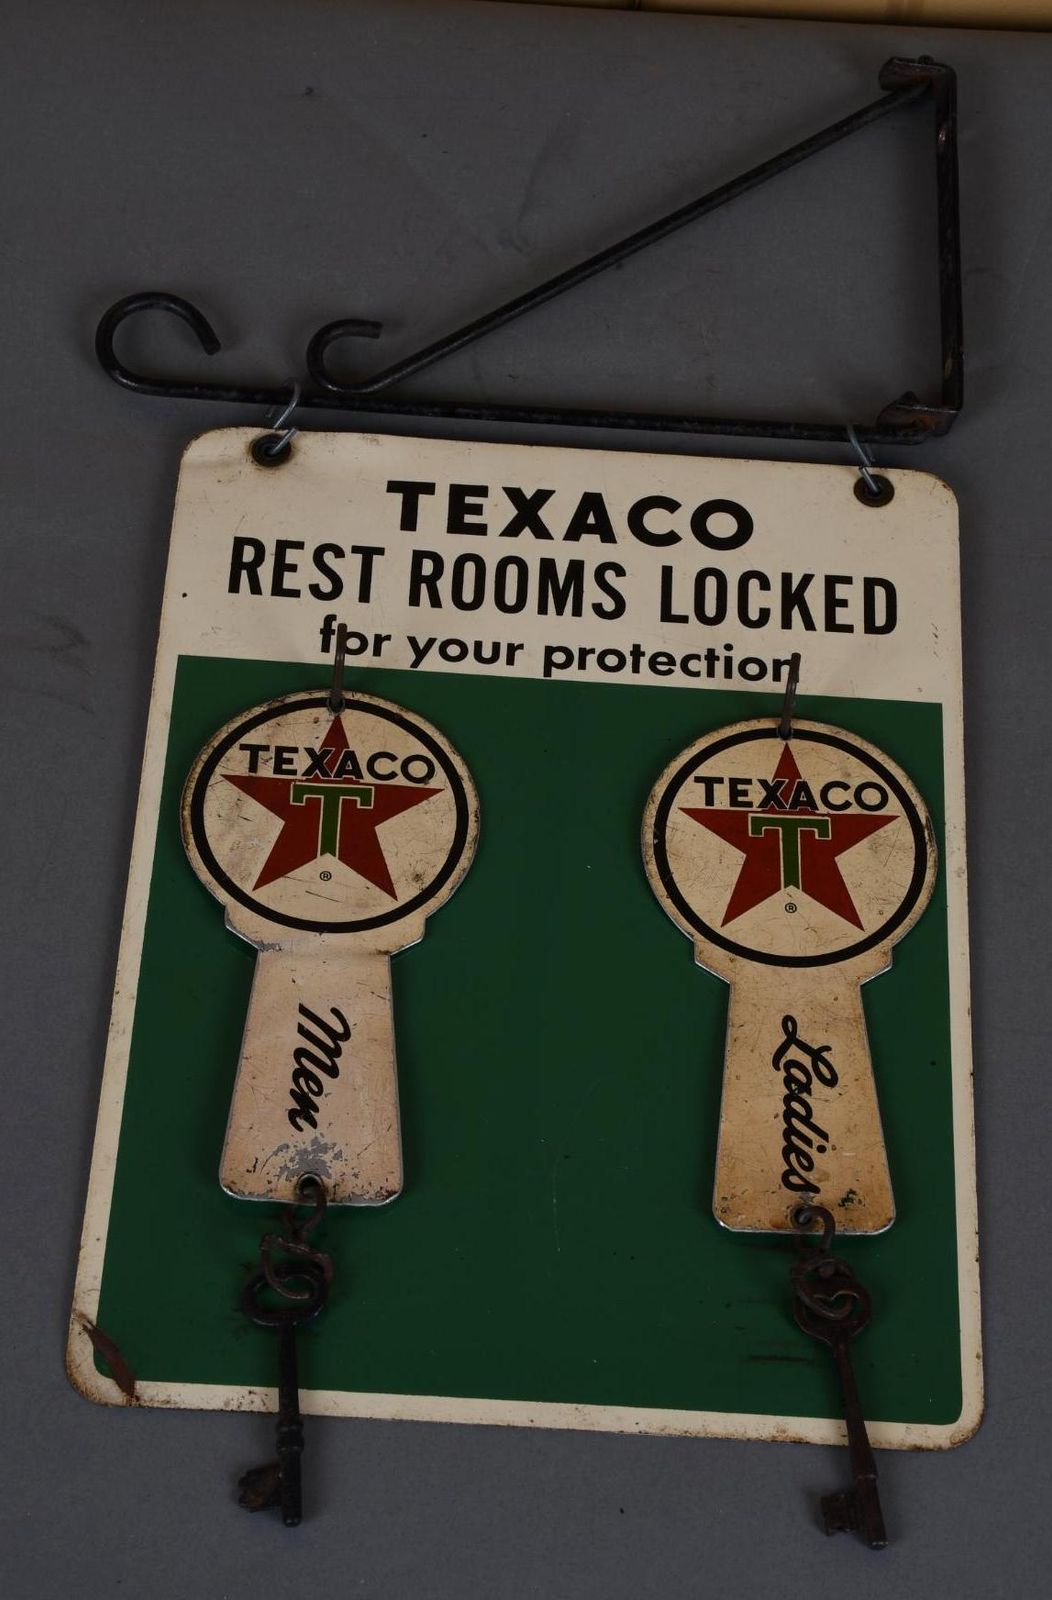 TEXACO
REST ROOMS LOCKED
for your protection
TEXACO
T
®
Men
TEXACO
T
®
Ladies